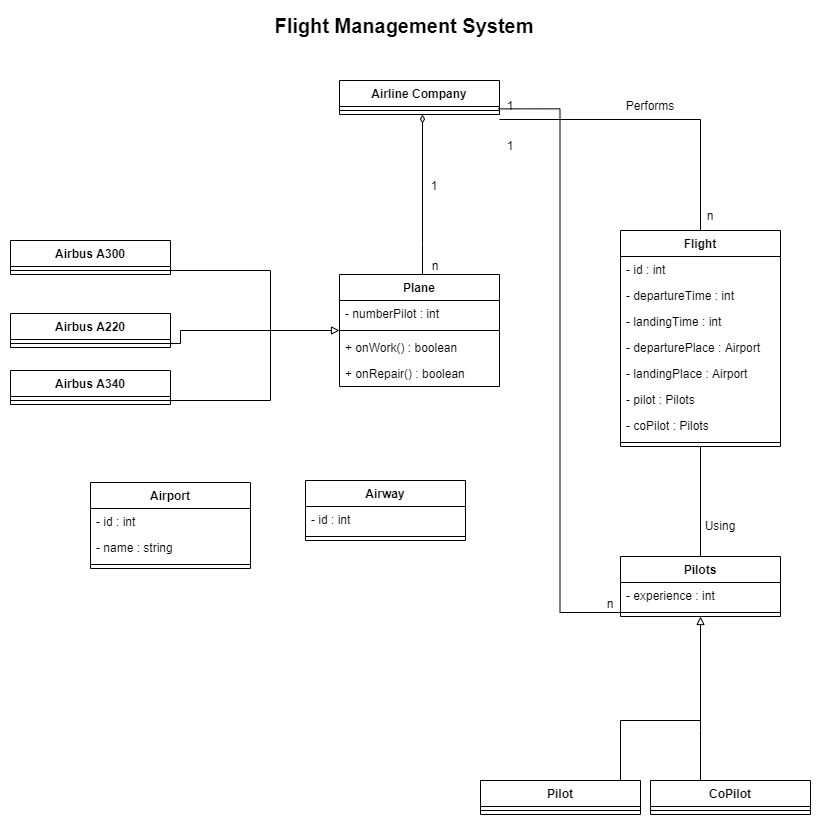 Flight Management System
Airline Company
1
Performs
1
1
n
n
Airbus A300
Airbus A220
Airbus A340
Plane
- numberPilot : int
+ onWork() : boolean
+ onRepair() : boolean
Flight
- id : int
- departureTime : int
- landingTime : int
- departurePlace : Airport
- landingPlace : Airport
- pilot : Pilots
- coPilot : Pilots
Airport
- id : int
- name : string
Airway
- id : int
Using
Pilots
- experience : int
n
Pilot
CoPilot